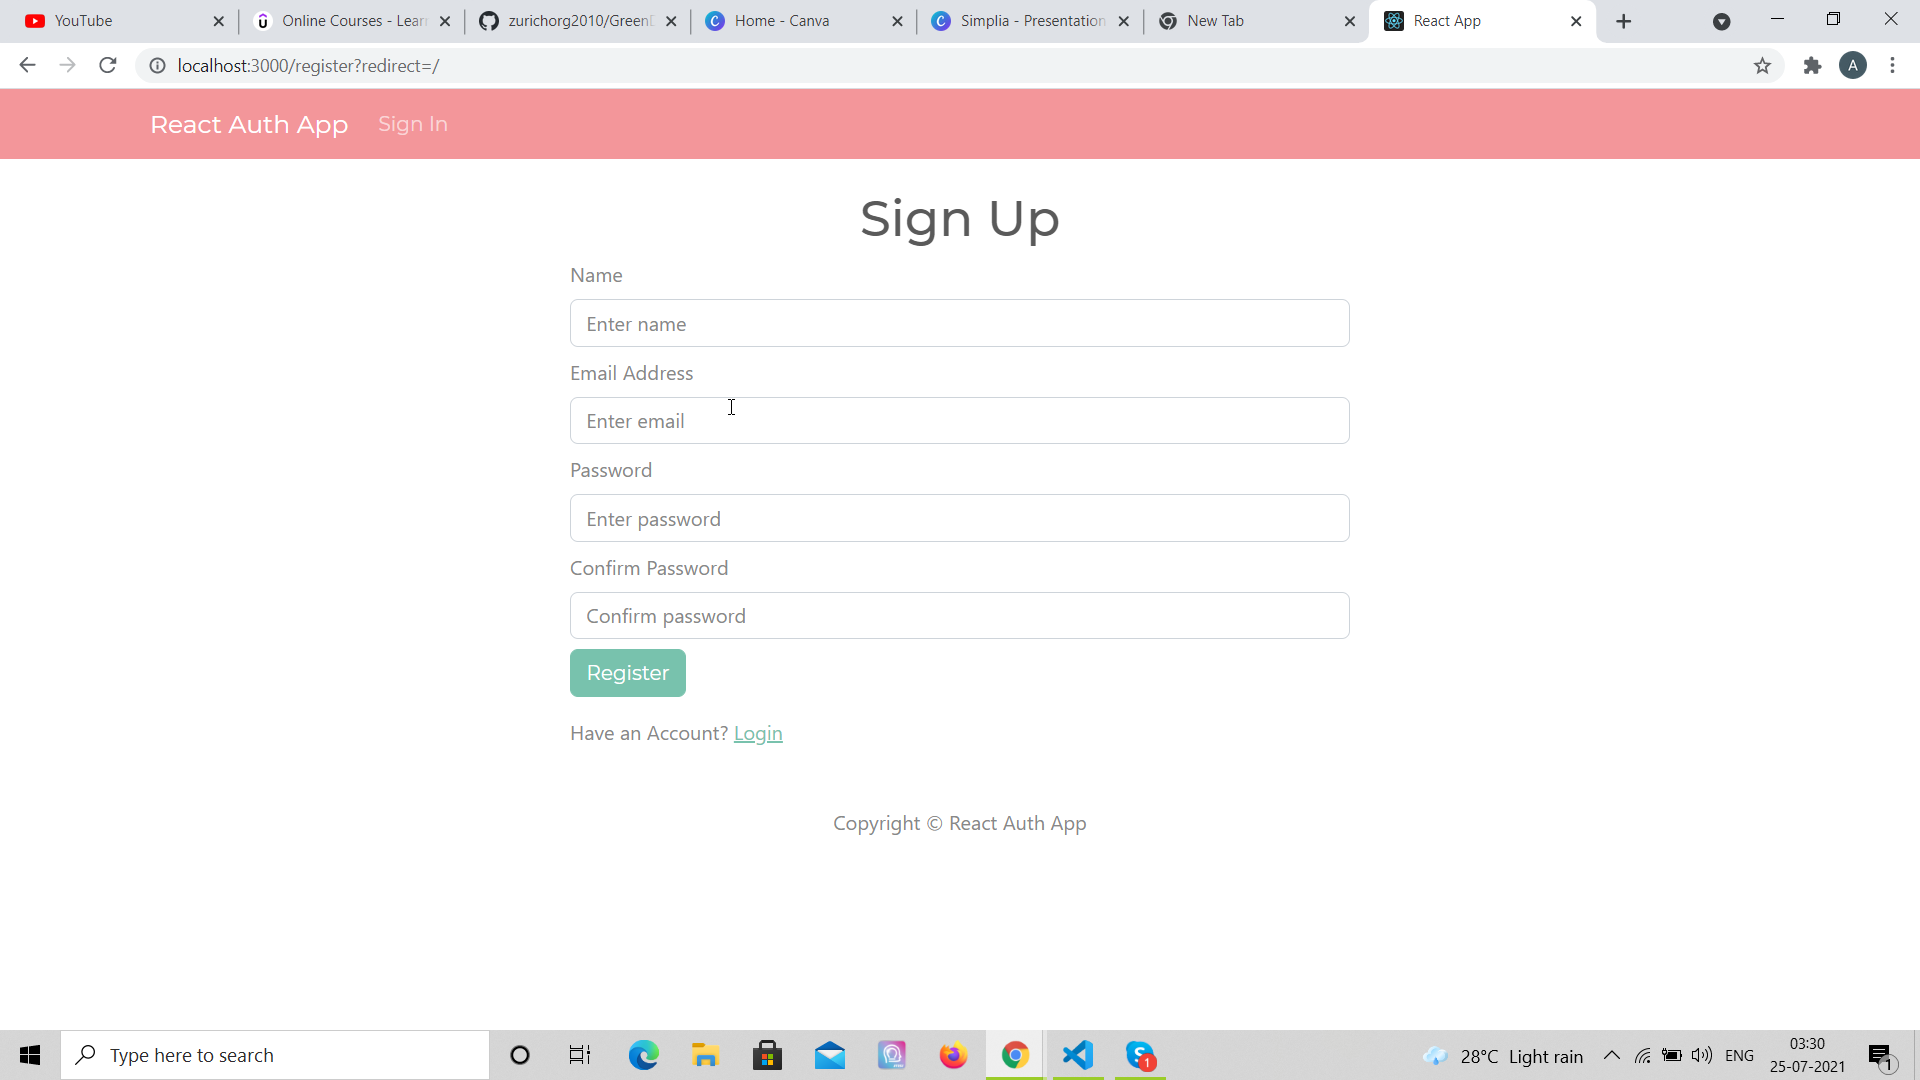 YouTube
Online Courses - Lear
zurichorg2010/Green
Home - Canva
Simplia - Presentation
New Tab
React App
localhost:3000/register?redirect=/
A
React Auth App
Sign In
Sign Up
Name
Enter name
Email Address
Enter email
Password
Enter password
Confirm Password
Confirm password
Register
Have an Account? Login
Copyright © React Auth App
Type here to search
1
28°C Light rain
ENG
03:30
25-07-2021
1